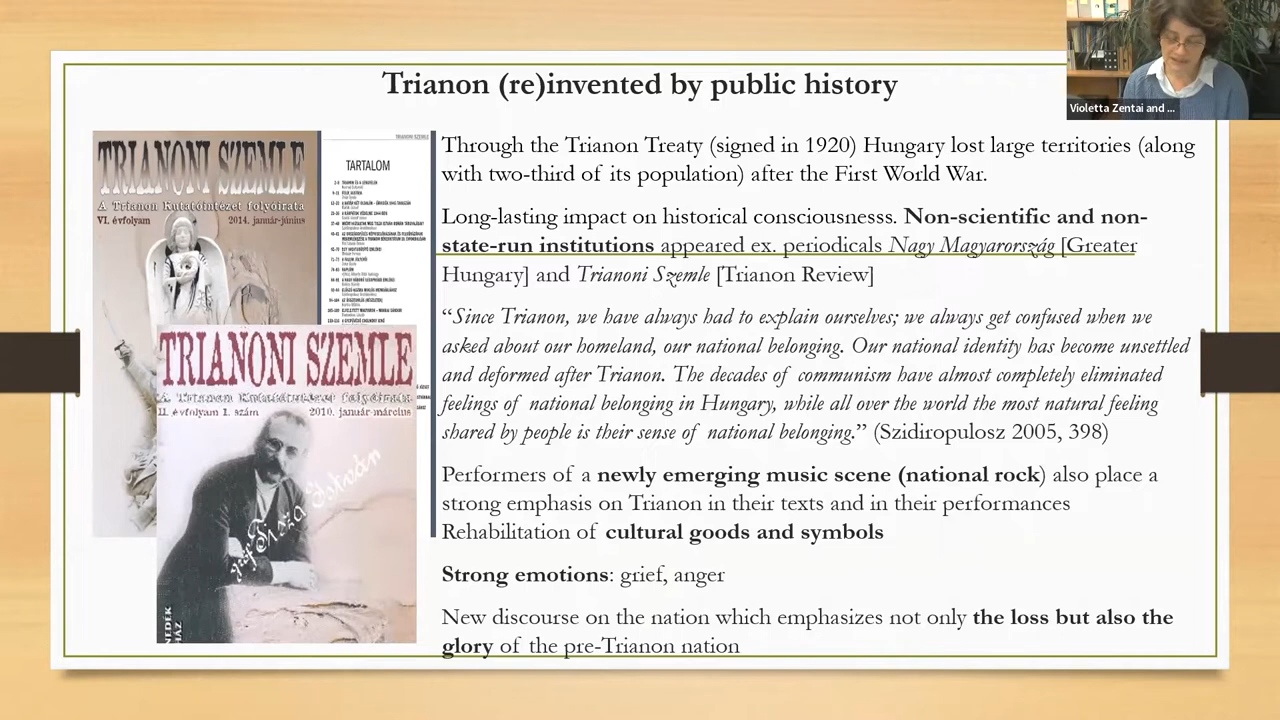 Trianon (re)invented by public history
Violetta Zentai and ...
TRIANONI SZEMLE
A Trianon Kutatóintézet folyóirata
VI. évfolyam 2014. január-június
TRIANONI SZEMLE
TARTALOM
TRIANONI SZEMLE
A Trianon Kutatóintézet folyóirata
II. évfolyam 1. szám 2010. január-március
gróf Tisza István
Through the Trianon Treaty (signed in 1920) Hungary lost large territories (along
with two-third of its population) after the First World War.
Long-lasting impact on historical consciousness. Non-scientific and non-
state-run institutions appeared ex. periodicals Nagy Magyarország [Greater
Hungary] and Trianoni Szemle [Trianon Review]
“Since Trianon, we have always had to explain ourselves; we always get confused when we
asked about our homeland, our national belonging. Our national identity has become unsettled
and deformed after Trianon. The decades of communism have almost completely eliminated
feelings of national belonging in Hungary, while all over the world the most natural feeling
shared by people is their sense of national belonging.” (Szidiropulosz 2005, 398)
Performers of a newly emerging music scene (national rock) also place a
strong emphasis on Trianon in their texts and in their performances
Rehabilitation of cultural goods and symbols
Strong emotions: grief, anger
New discourse on the nation which emphasizes not only the loss but also the
glory of the pre-Trianon nation